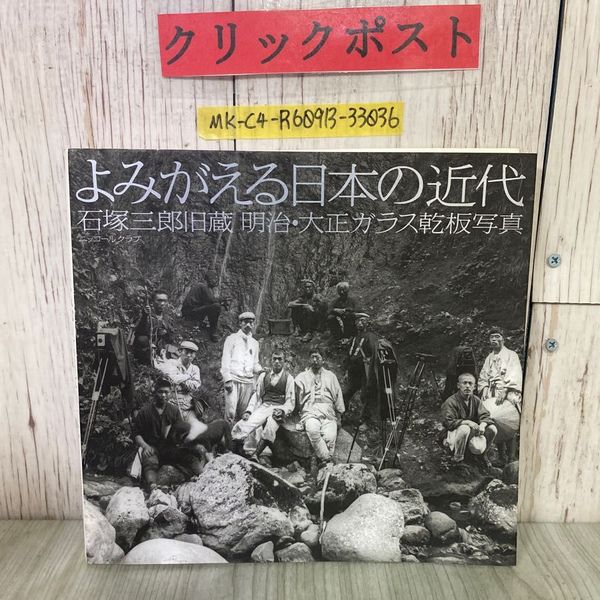 クリックポスト
MK-C4-R60913-33036
よみがえる日本の近代
石塚三郎旧蔵 明治・大正ガラス乾板写真
ニッコールクラブ